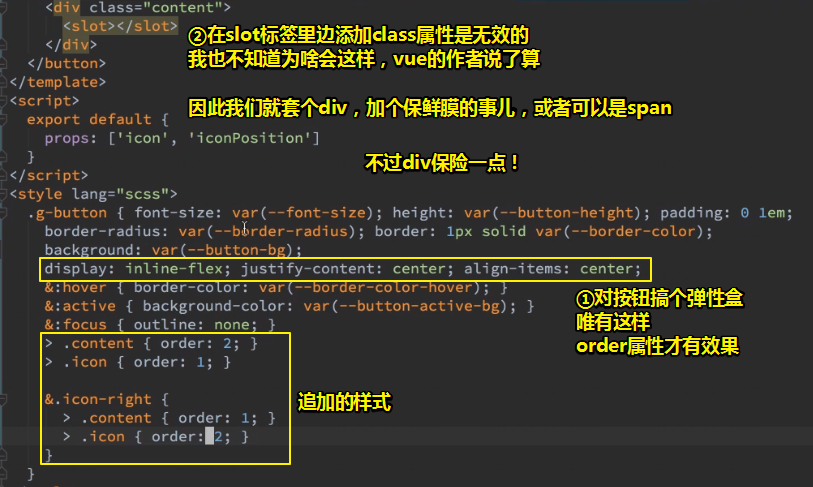 <div class="content">
<slot></slot>
②在slot标签里边添加class属性是无效的
</div>
我也不知道为啥会这样，vue的作者说了算
</button>
</template>
<script>
因此我们就套个div，加个保鲜膜的事儿，或者可以是span
export default {
props: ['icon', 'iconPosition']
}
不过div保险一点！
</script>
<style lang="scss">
.g-button { font-size: var(--font-size); height: var(--button-height); padding: 0 1em;
border-radius: var(--border-radius); border: 1px solid var(--border-color);
background: var(--button-bg);
display: inline-flex; justify-content: center; align-items: center;
&:hover { border-color: var(--border-color-hover); }
①对按钮搞个弹性盒
&:active { background-color: var(--button-active-bg); }
唯有这样
&:focus { outline: none; }
order属性才有效果
> .content { order: 2; }
> .icon { order: 1; }
&.icon-right {
追加的样式
> .content { order: 1; }
> .icon { order: 2; }
}
}